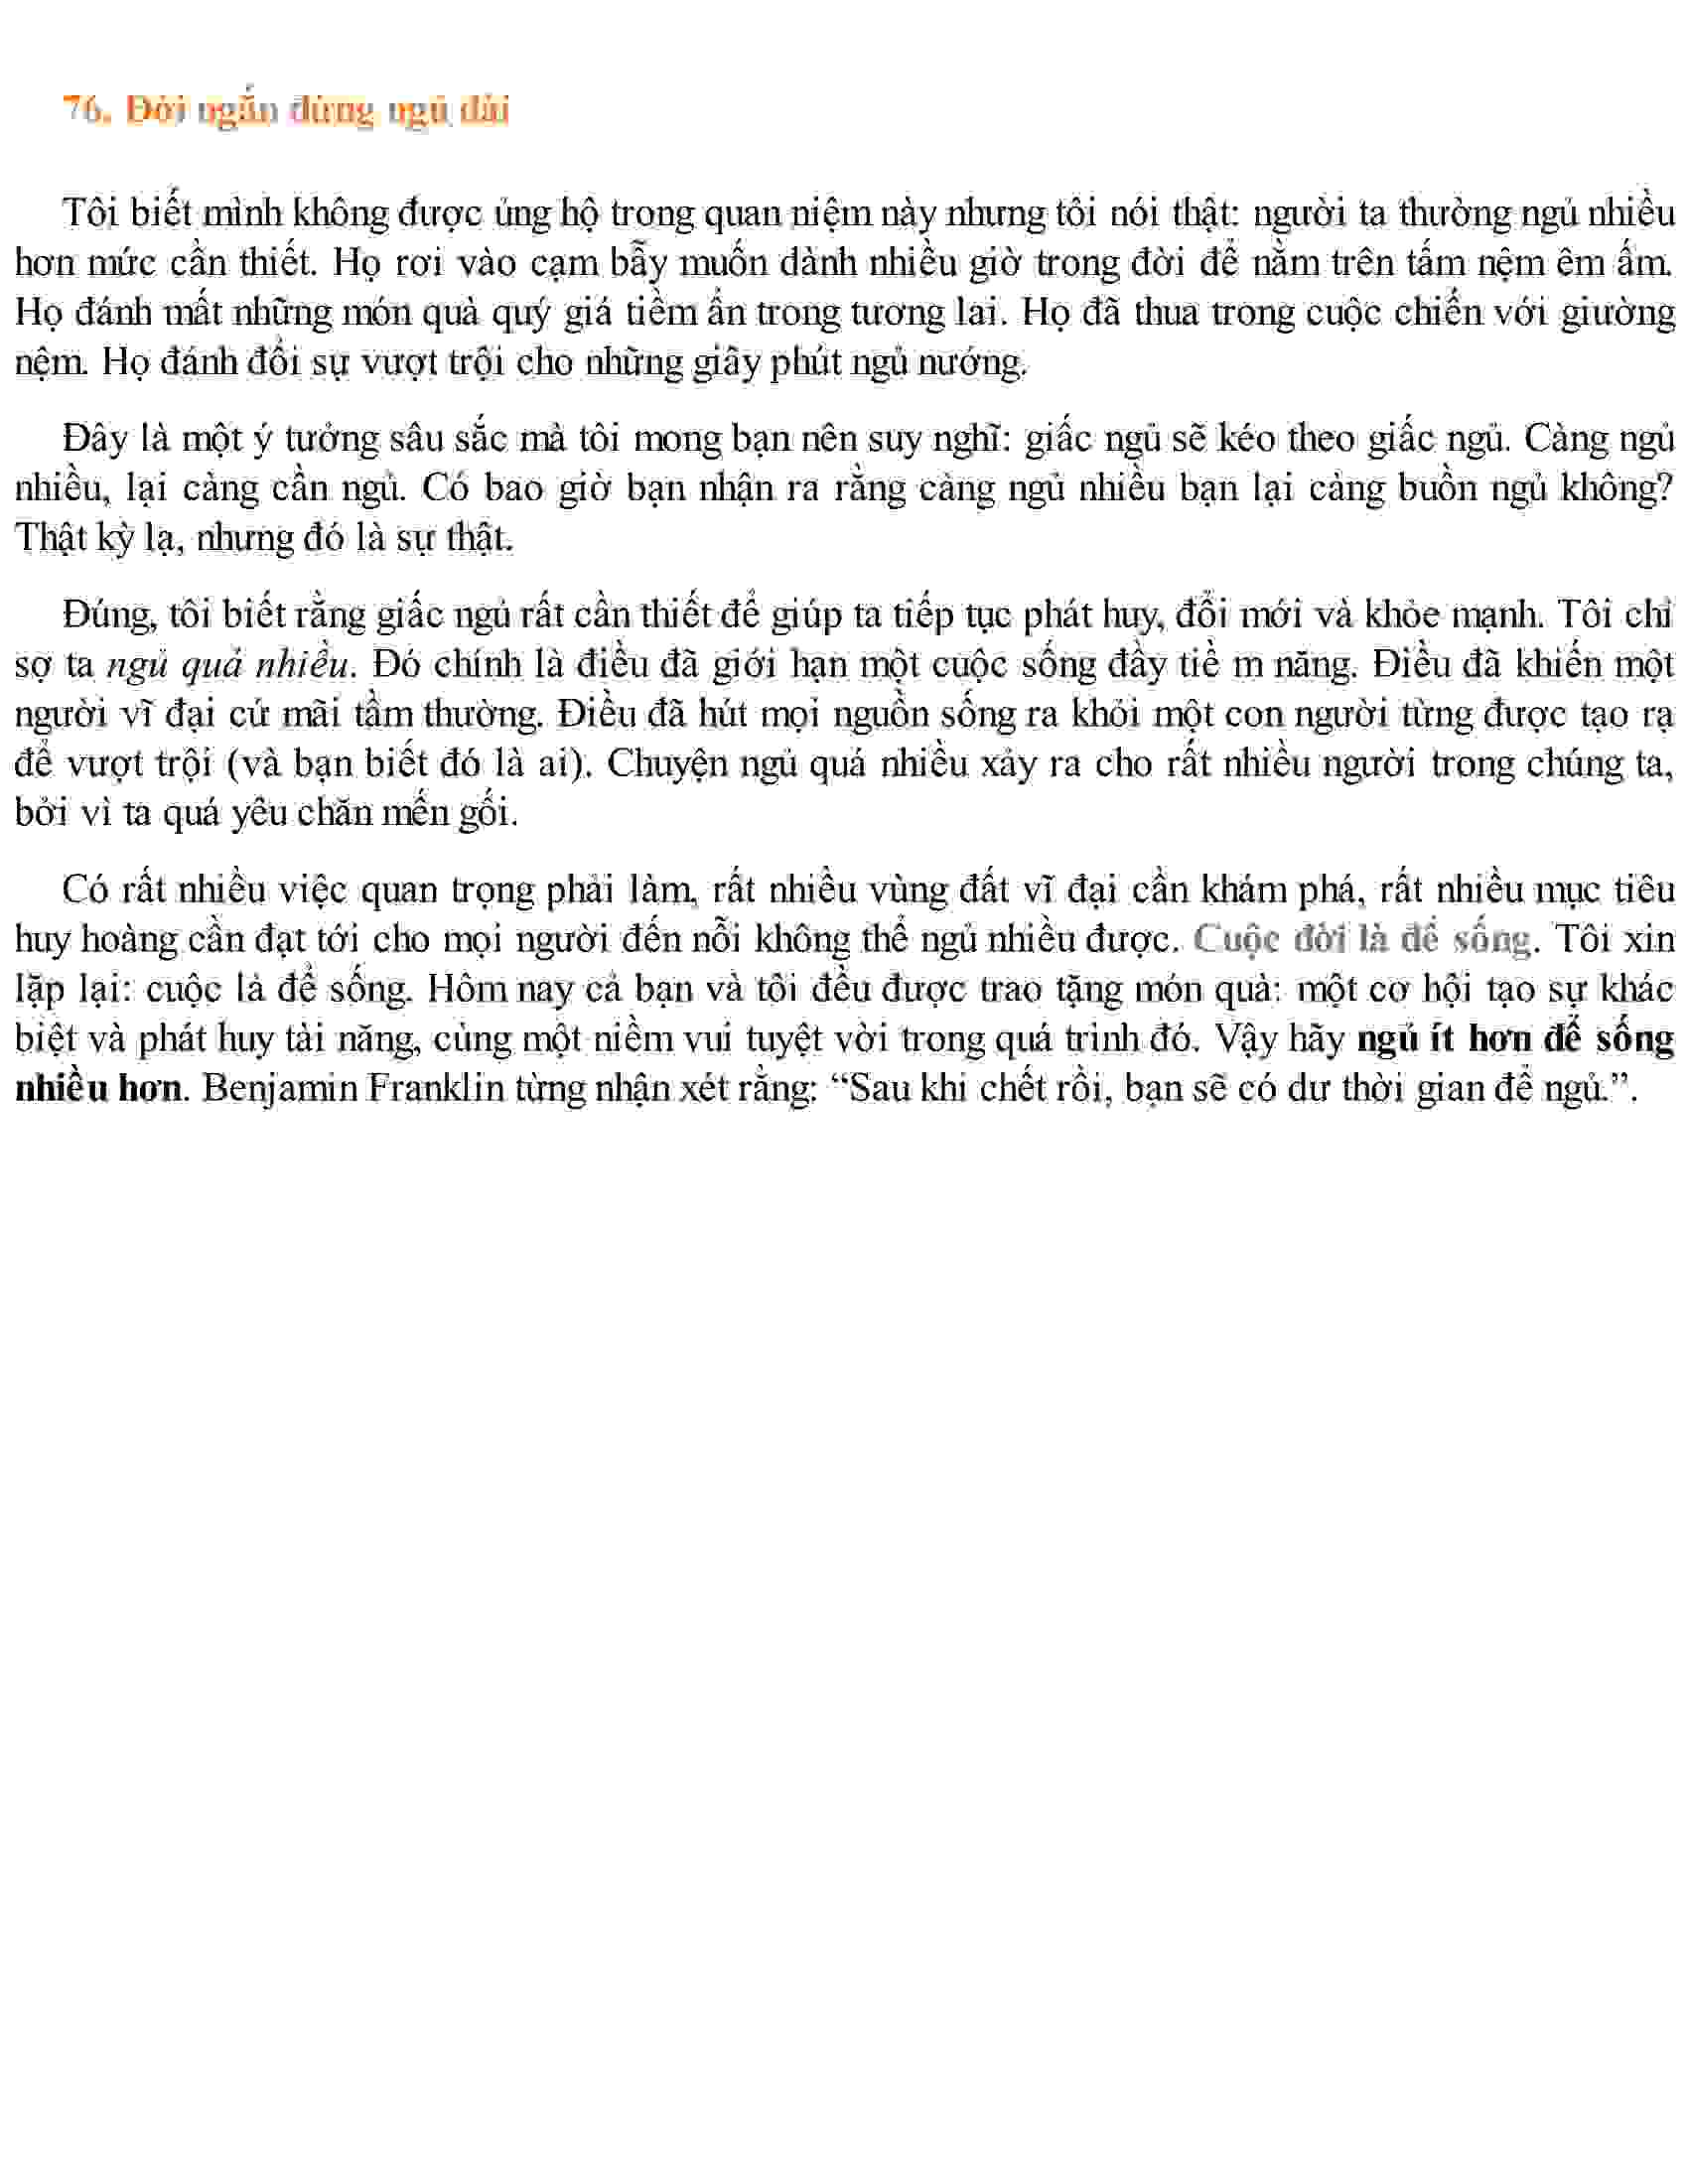 76. Đời ngắn đừng ngủ dài
Tôi biết mình không được ủng hộ trong quan niệm này nhưng tôi nói thật: người ta thường ngủ nhiều
hơn mức cần thiết. Họ rơi vào cạm bẫy muốn dành nhiều giờ trong đời để nằm trên tấm nệm êm ấm.
Họ đánh mất những món quà quý giá tiềm ẩn trong tương lai. Họ đã thua trong cuộc chiến với giường
nệm. Họ đánh đổi sự vượt trội cho những giây phút ngủ nướng.
Đây là một ý tưởng sâu sắc mà tôi mong bạn nên suy nghĩ: giấc ngủ sẽ kéo theo giấc ngủ. Càng ngủ
nhiều, lại càng cần ngủ. Có bao giờ bạn nhận ra rằng càng ngủ nhiều bạn lại càng buồn ngủ không?
Thật kỳ lạ, nhưng đó là sự thật.
Đúng, tôi biết rằng giấc ngủ rất cần thiết để giúp ta tiếp tục phát huy, đổi mới và khỏe mạnh. Tôi chỉ
sợ ta ngủ quá nhiều. Đó chính là điều đã giới hạn một cuộc sống đầy tiề m năng. Điều đã khiến một
người vĩ đại cứ mãi tầm thường. Điều đã hút mọi nguồn sống ra khỏi một con người từng được tạo ra
để vượt trội (và bạn biết đó là ai). Chuyện ngủ quá nhiều xảy ra cho rất nhiều người trong chúng ta,
bởi vì ta quá yêu chăn mến gối.
Có rất nhiều việc quan trọng phải làm, rất nhiều vùng đất vĩ đại cần khám phá, rất nhiều mục tiêu
huy hoàng cần đạt tới cho mọi người đến nỗi không thể ngủ nhiều được. Cuộc đời là để sống. Tôi xin
lặp lại: cuộc là để sống. Hôm nay cả bạn và tôi đều được trao tặng món quà: một cơ hội tạo sự khác
biệt và phát huy tài năng, cùng một niềm vui tuyệt vời trong quá trinh đó. Vậy hãy ngủ ít hơn để sống
nhiều hơn. Benjamin Franklin từng nhận xét rằng: “Sau khi chết rồi, bạn sẽ có dư thời gian để ngủ.”.